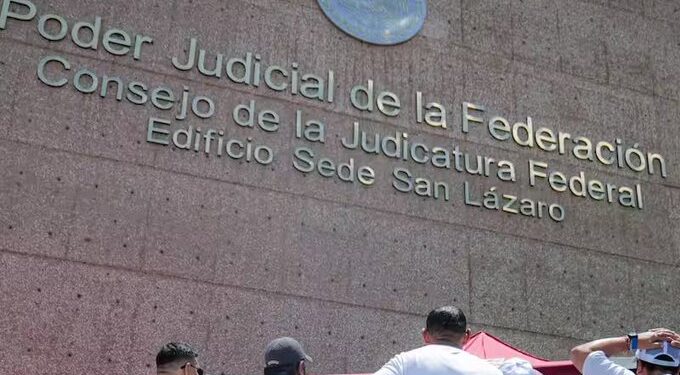 Poder Judicial de la Federación
Consejo de la Judicatura Federal
Edificio Sede San Lázaro